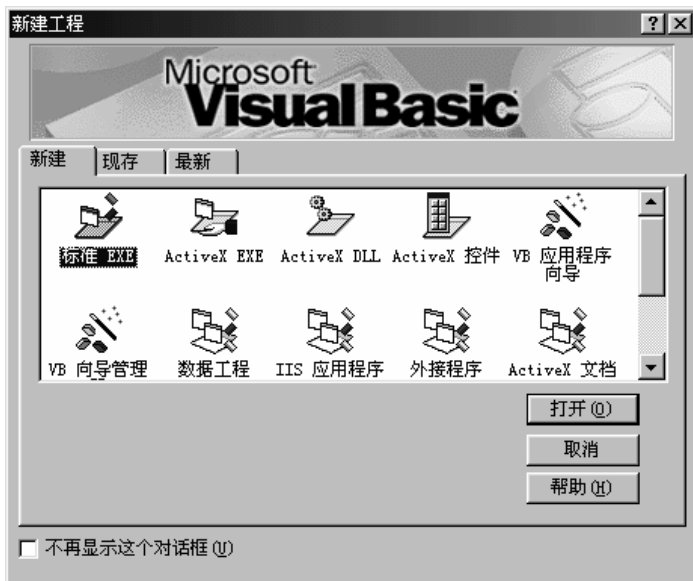 新建工程
Microsoft
Visual Basic
新建 现存 最新
标准 EXE ActiveX EXE ActiveX DLL ActiveX 控件 VB 应用程序
向导
VB 向导管理 数据工程 IIS 应用程序 外接程序 ActiveX 文档
打开(O)
取消
帮助(H)
不再显示这个对话框(U)